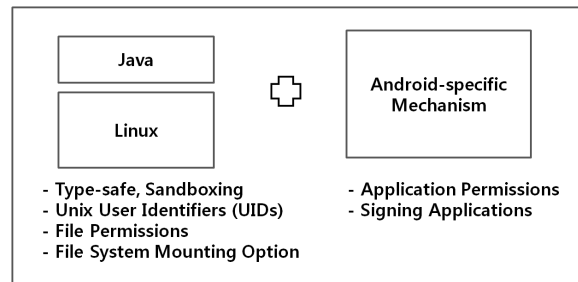 Java
Linux
Android-specific
Mechanism
- Type-safe, Sandboxing
- Unix User Identifiers (UIDs)
- File Permissions
- File System Mounting Option
- Application Permissions
- Signing Applications